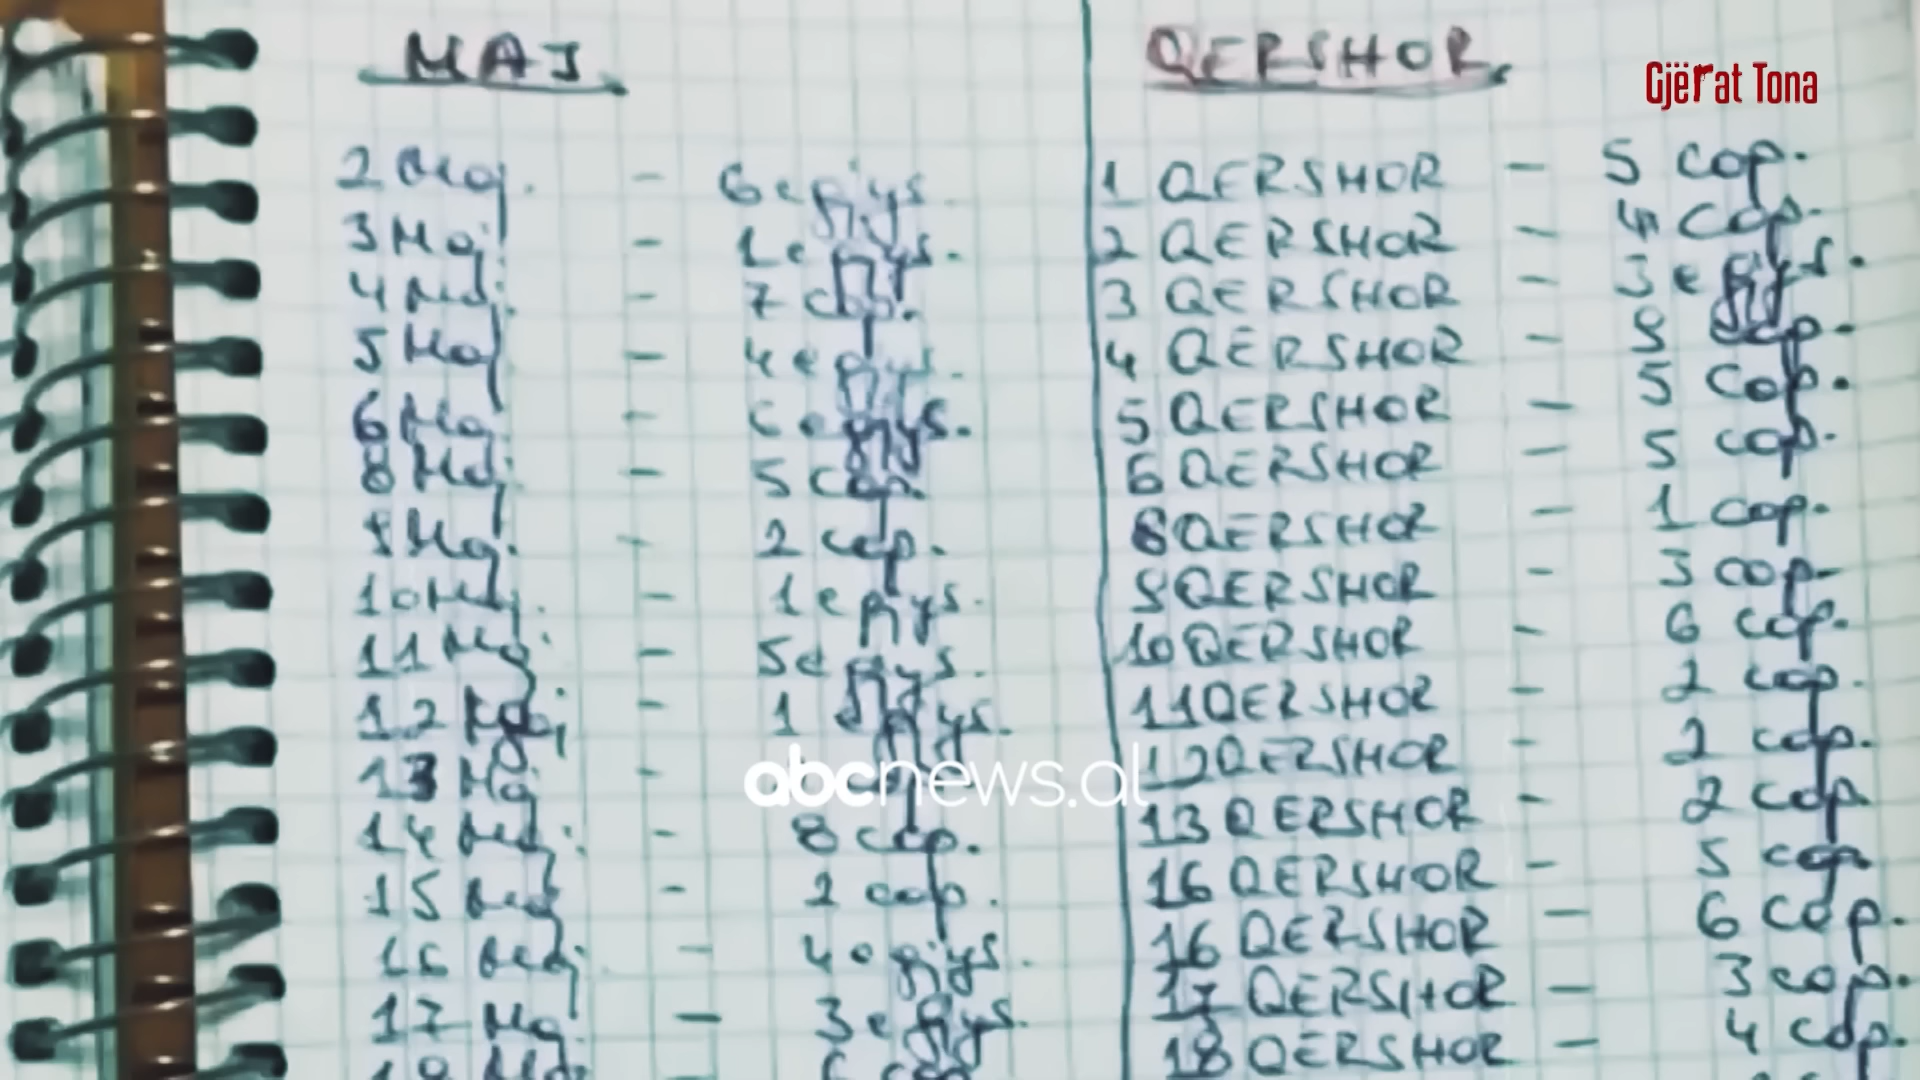 MAJ
2 Maj. - 6 e gjys.
3 Maj - 1 e gjys.
4 Maj. - 7 cop.
5 Maj - 4 e gjys.
6 Maj - 6 e gjys.
8 Maj. - 5 cop.
9 Maj. - 2 cop.
10 Maj. - 1 e gjys.
11 Maj. - 5 e gjys.
12 Maj - 1 e gjys.
13 Maj -
14 Maj. - 8 cop.
15 Maj - 2 cop.
16 Maj - 4 e gjys.
17 Maj - 3 e gjys.
QERSHOR
1 QERSHOR - 5 cop.
2 QERSHOR - 4 cop.
3 QERSHOR - 3 e gjys.
4 QERSHOR - cop.
5 QERSHOR - 5 cop.
6 QERSHOR - 5 cop.
8 QERSHOR - 1 cop.
9 QERSHOR - 3 cop.
10 QERSHOR - 6 cop.
11 QERSHOR - 2 cop.
12 QERSHOR - 2 cop.
13 QERSHOR - 2 cop.
16 QERSHOR - 5 cop
16 QERSHOR - 6 cop.
17 QERSHOR - 3 cop.
18 QERSHOR - 4 cop.
Gjërat Tona
abcnews.al